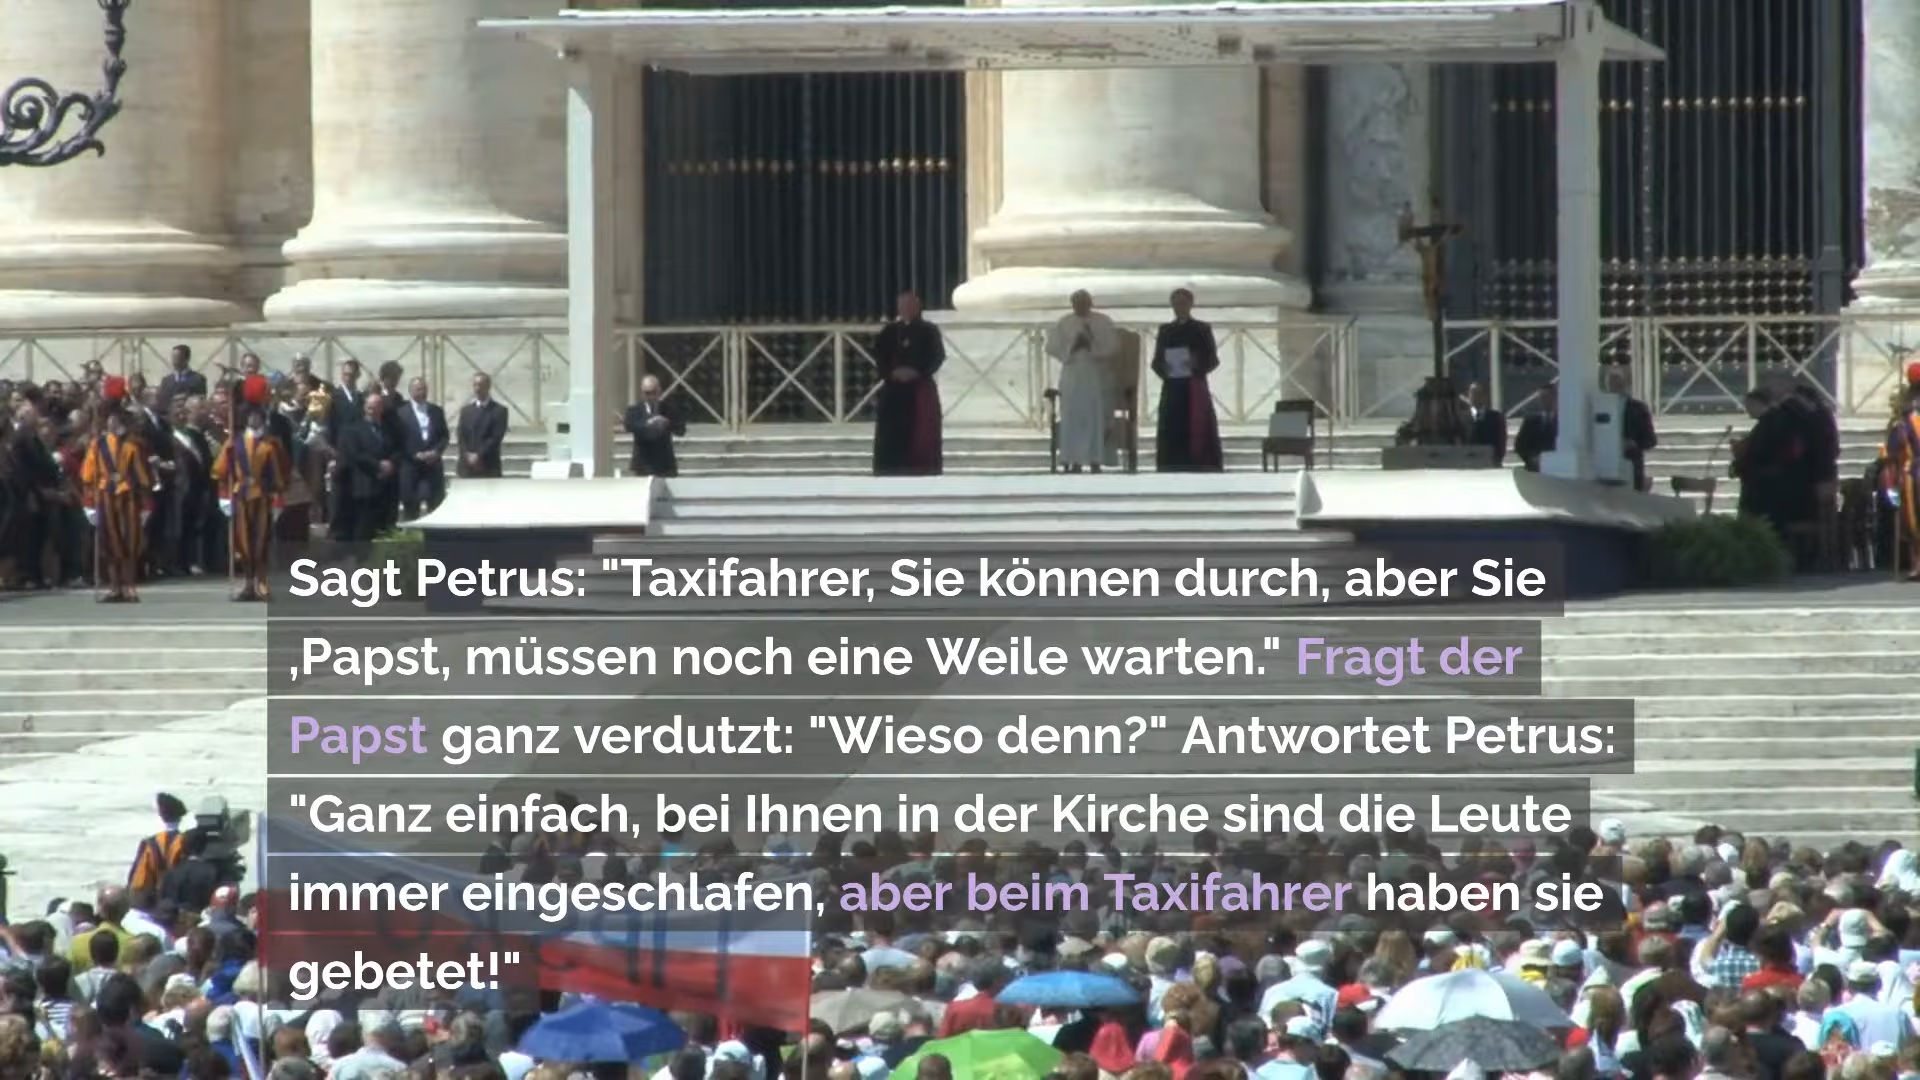 Sagt Petrus: "Taxifahrer, Sie können durch, aber Sie
,Papst, müssen noch eine Weile warten." Fragt der
Papst ganz verdutzt: "Wieso denn?" Antwortet Petrus:
"Ganz einfach, bei Ihnen in der Kirche sind die Leute
immer eingeschlafen, aber beim Taxifahrer haben sie
gebetet!"